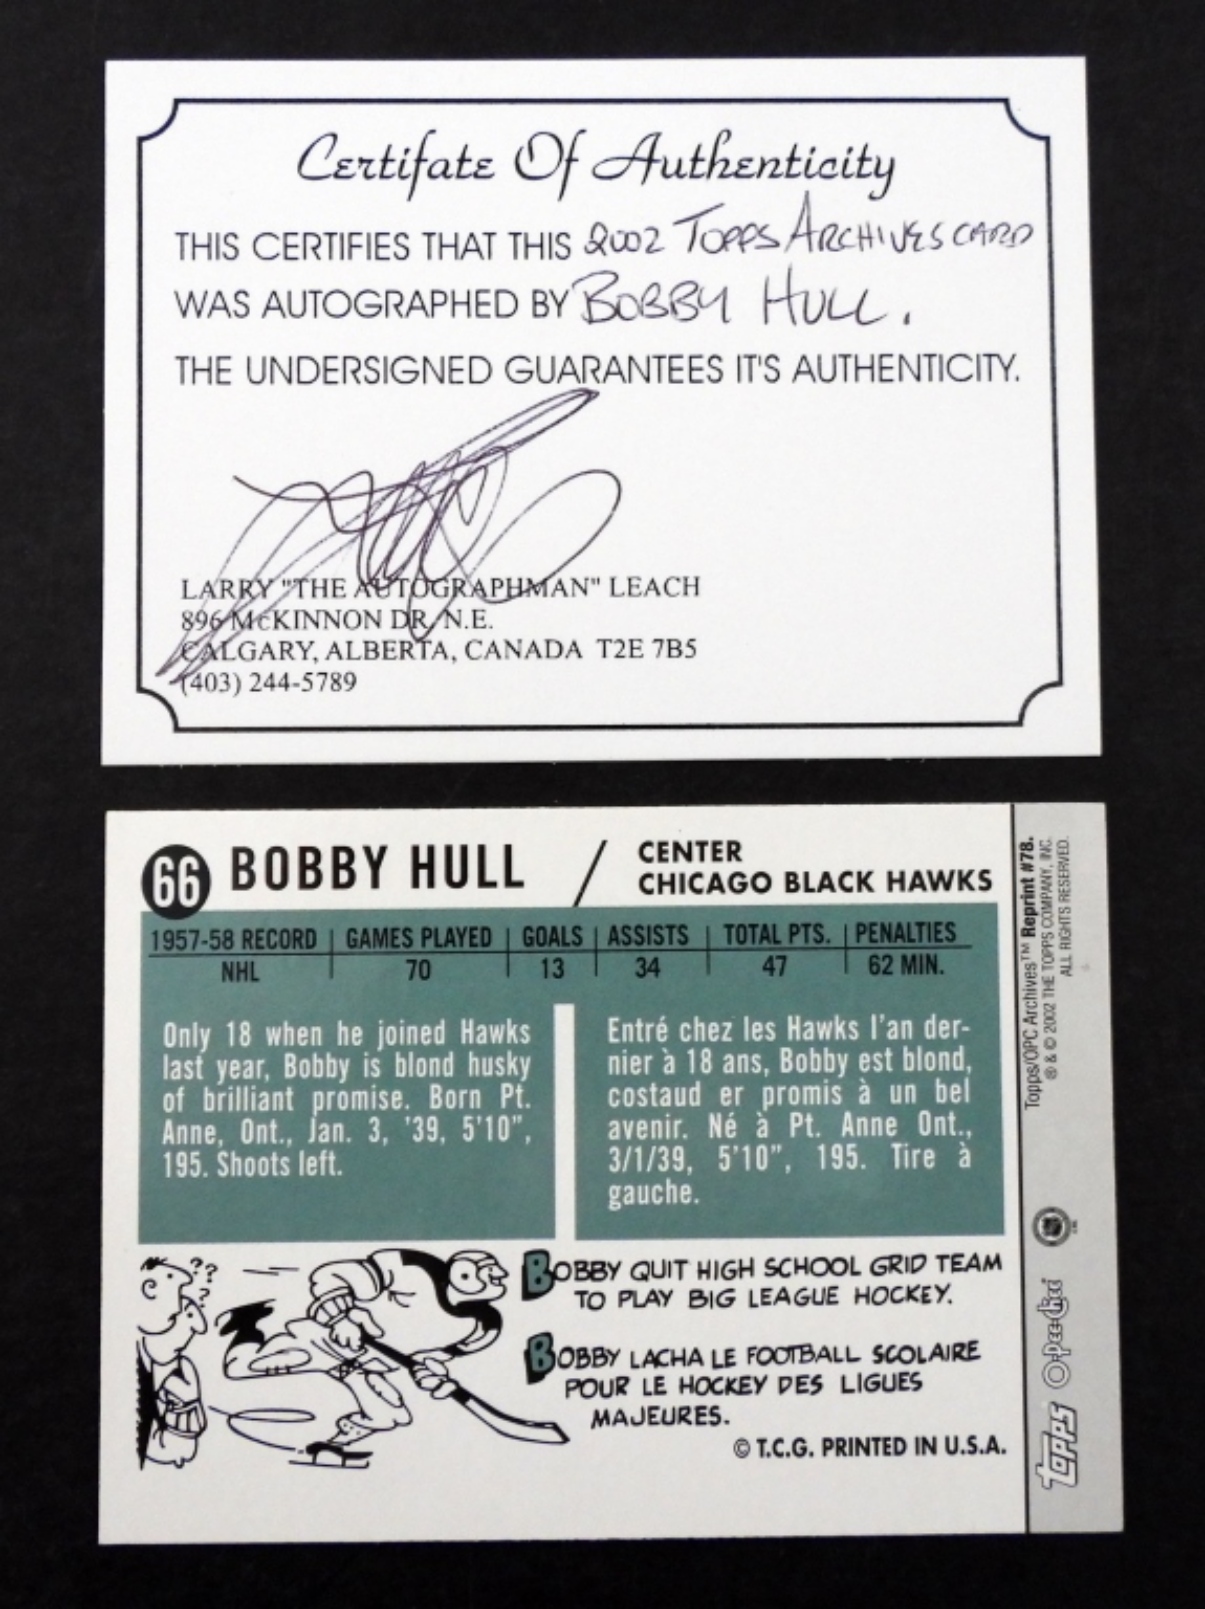 Certifate Of Authenticity
THIS CERTIFIES THAT THIS 2002 TOPPS ARCHIVES CARD
WAS AUTOGRAPHED BY BOBBY HULL.
THE UNDERSIGNED GUARANTEES IT'S AUTHENTICITY.
LARRY "THE AUTOGRAPHMAN" LEACH
896 McKINNON DR, N.E.
CALGARY, ALBERTA, CANADA T2E 7B5
(403) 244-5789
66 BOBBY HULL / CENTER
CHICAGO BLACK HAWKS
1957-58 RECORD GAMES PLAYED GOALS ASSISTS TOTAL PTS. PENALTIES
NHL 70 13 34 47 62 MIN.
Only 18 when he joined Hawks
last year, Bobby is blond husky
of brilliant promise. Born Pt.
Anne, Ont., Jan. 3, '39, 5'10",
195. Shoots left.
Entré chez les Hawks l'an der-
nier à 18 ans, Bobby est blond,
costaud er promis à un bel
avenir. Né à Pt. Anne Ont.,
3/1/39, 5'10", 195. Tire à
gauche.
??
?
BOBBY QUIT HIGH SCHOOL GRID TEAM
TO PLAY BIG LEAGUE HOCKEY.
BOBBY LACHA LE FOOTBALL SCOLAIRE
POUR LE HOCKEY DES LIGUES
MAJEURES.
© T.C.G. PRINTED IN U.S.A.
Topps/OPC Archives™ Reprint #78.
® & © 2002 THE TOPPS COMPANY, INC.
ALL RIGHTS RESERVED.
O-Pee-Chee
TOPPS